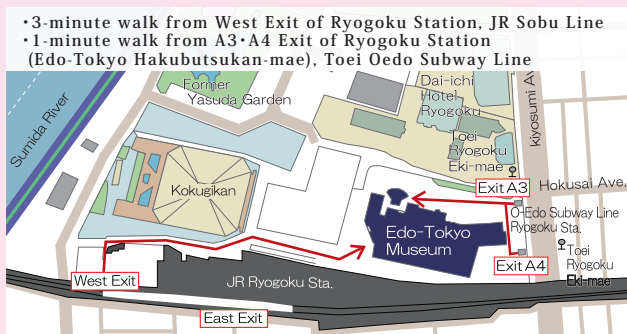 ・3-minute walk from West Exit of Ryogoku Station, JR Sobu Line
・1-minute walk from A3・A4 Exit of Ryogoku Station
(Edo-Tokyo Hakubutsukan-mae), Toei Oedo Subway Line
Sumida River
Former
Yasuda Garden
Dai-ichi
Hotel
Ryogoku
Toei
Ryogoku
Eki-mae
kiyosumi Av
Kokugikan
Exit A3
Hokusai Ave.
O-Edo Subway Line
Ryogoku Sta.
Edo-Tokyo
Museum
Exit A4
Toei
Ryogoku
Eki-mae
West Exit
JR Ryogoku Sta.
East Exit